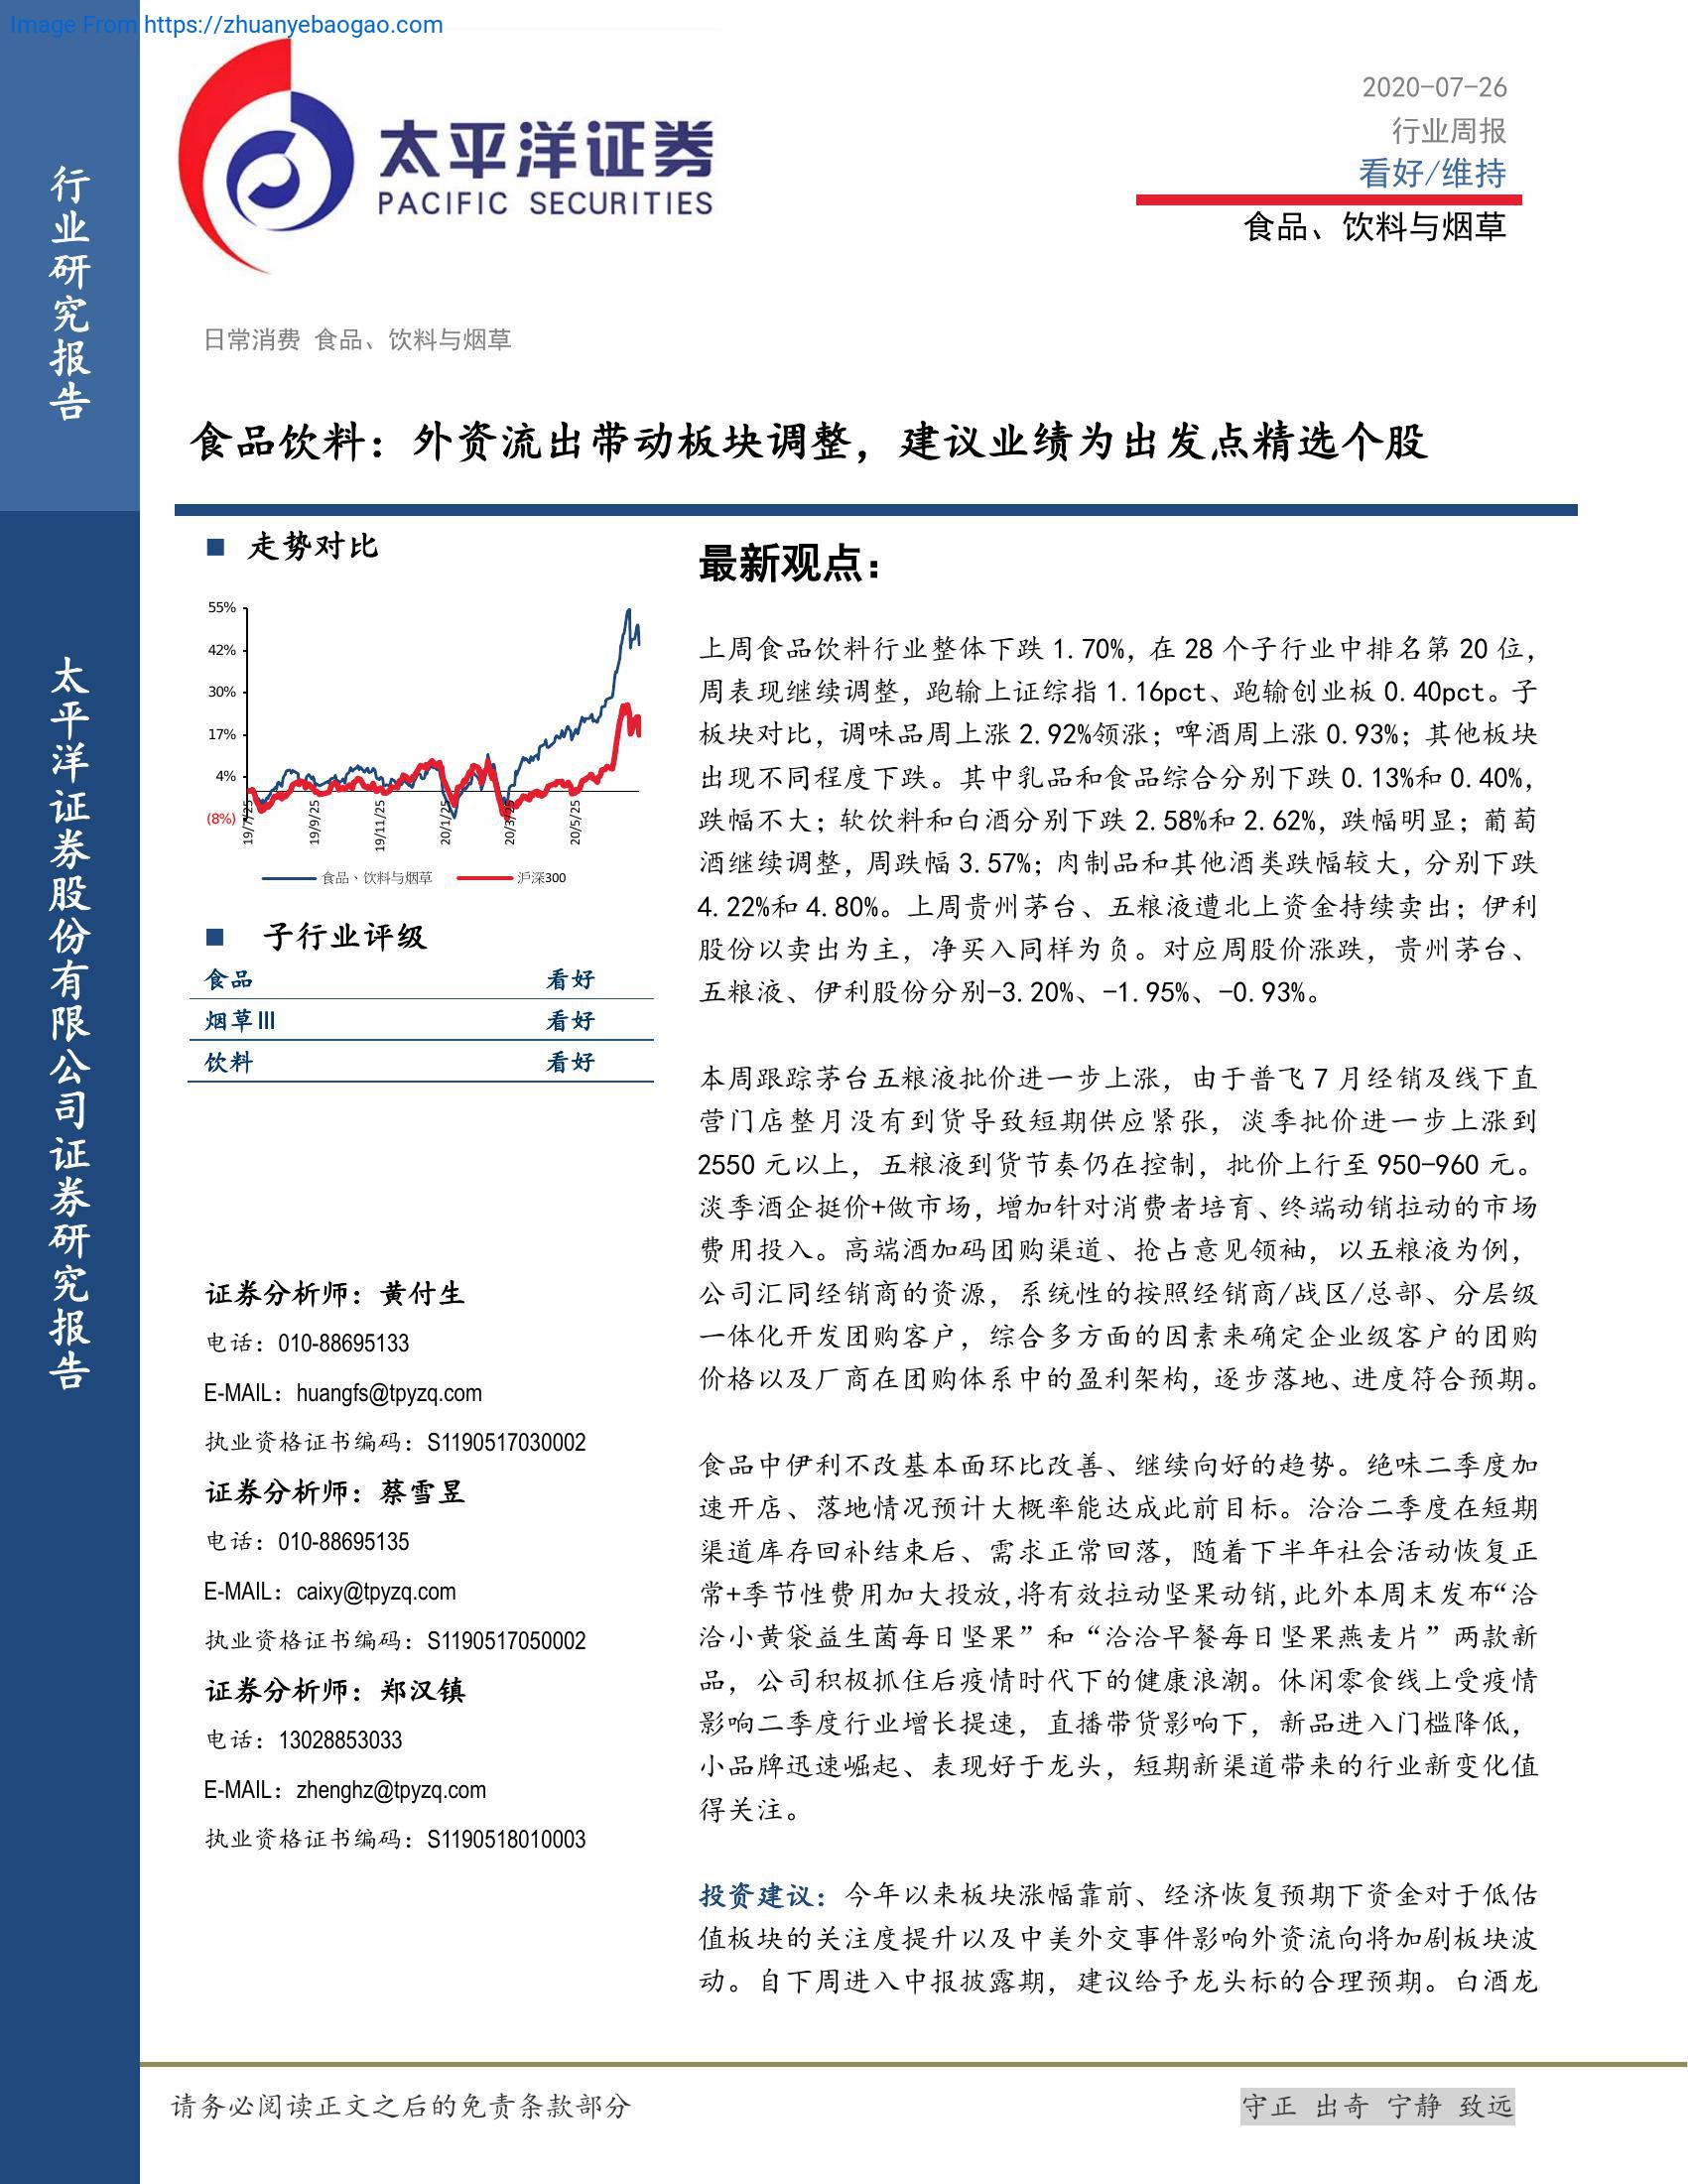 Image From https://zhuanyebaogao.com
行业研究报告
太平洋证券股份有限公司证券研究报告
太平洋证券
PACIFIC SECURITIES
2020-07-26
行业周报
看好/维持
食品、饮料与烟草
日常消费 食品、饮料与烟草
食品饮料：外资流出带动板块调整，建议业绩为出发点精选个股
■ 走势对比
55%
42%
30%
17%
4%
(8%)
19/7/25
19/9/25
19/11/25
20/1/25
20/3/25
20/5/25
食品、饮料与烟草 沪深300
■ 子行业评级
食品 看好
烟草Ⅲ 看好
饮料 看好
证券分析师：黄付生
电话：010-88695133
E-MAIL：huangfs@tpyzq.com
执业资格证书编码：S1190517030002
证券分析师：蔡雪昱
电话：010-88695135
E-MAIL：caixy@tpyzq.com
执业资格证书编码：S1190517050002
证券分析师：郑汉镇
电话：13028853033
E-MAIL：zhenghz@tpyzq.com
执业资格证书编码：S1190518010003
最新观点：
上周食品饮料行业整体下跌 1.70%，在 28 个子行业中排名第 20 位，
周表现继续调整，跑输上证综指 1.16pct、跑输创业板 0.40pct。子
板块对比，调味品周上涨 2.92%领涨；啤酒周上涨 0.93%；其他板块
出现不同程度下跌。其中乳品和食品综合分别下跌 0.13%和 0.40%，
跌幅不大；软饮料和白酒分别下跌 2.58%和 2.62%，跌幅明显；葡萄
酒继续调整，周跌幅 3.57%；肉制品和其他酒类跌幅较大，分别下跌
4.22%和 4.80%。上周贵州茅台、五粮液遭北上资金持续卖出；伊利
股份以卖出为主，净买入同样为负。对应周股价涨跌，贵州茅台、
五粮液、伊利股份分别-3.20%、-1.95%、-0.93%。
本周跟踪茅台五粮液批价进一步上涨，由于普飞 7 月经销及线下直
营门店整月没有到货导致短期供应紧张，淡季批价进一步上涨到
2550 元以上，五粮液到货节奏仍在控制，批价上行至 950-960 元。
淡季酒企挺价+做市场，增加针对消费者培育、终端动销拉动的市场
费用投入。高端酒加码团购渠道、抢占意见领袖，以五粮液为例，
公司汇同经销商的资源，系统性的按照经销商/战区/总部、分层级
一体化开发团购客户，综合多方面的因素来确定企业级客户的团购
价格以及厂商在团购体系中的盈利架构，逐步落地、进度符合预期。
食品中伊利不改基本面环比改善、继续向好的趋势。绝味二季度加
速开店、落地情况预计大概率能达成此前目标。洽洽二季度在短期
渠道库存回补结束后、需求正常回落，随着下半年社会活动恢复正
常+季节性费用加大投放,将有效拉动坚果动销,此外本周末发布“洽
洽小黄袋益生菌每日坚果”和“洽洽早餐每日坚果燕麦片”两款新
品，公司积极抓住后疫情时代下的健康浪潮。休闲零食线上受疫情
影响二季度行业增长提速，直播带货影响下，新品进入门槛降低，
小品牌迅速崛起、表现好于龙头，短期新渠道带来的行业新变化值
得关注。
投资建议：今年以来板块涨幅靠前、经济恢复预期下资金对于低估
值板块的关注度提升以及中美外交事件影响外资流向将加剧板块波
动。自下周进入中报披露期，建议给予龙头标的合理预期。白酒龙
请务必阅读正文之后的免责条款部分
守正 出奇 宁静 致远